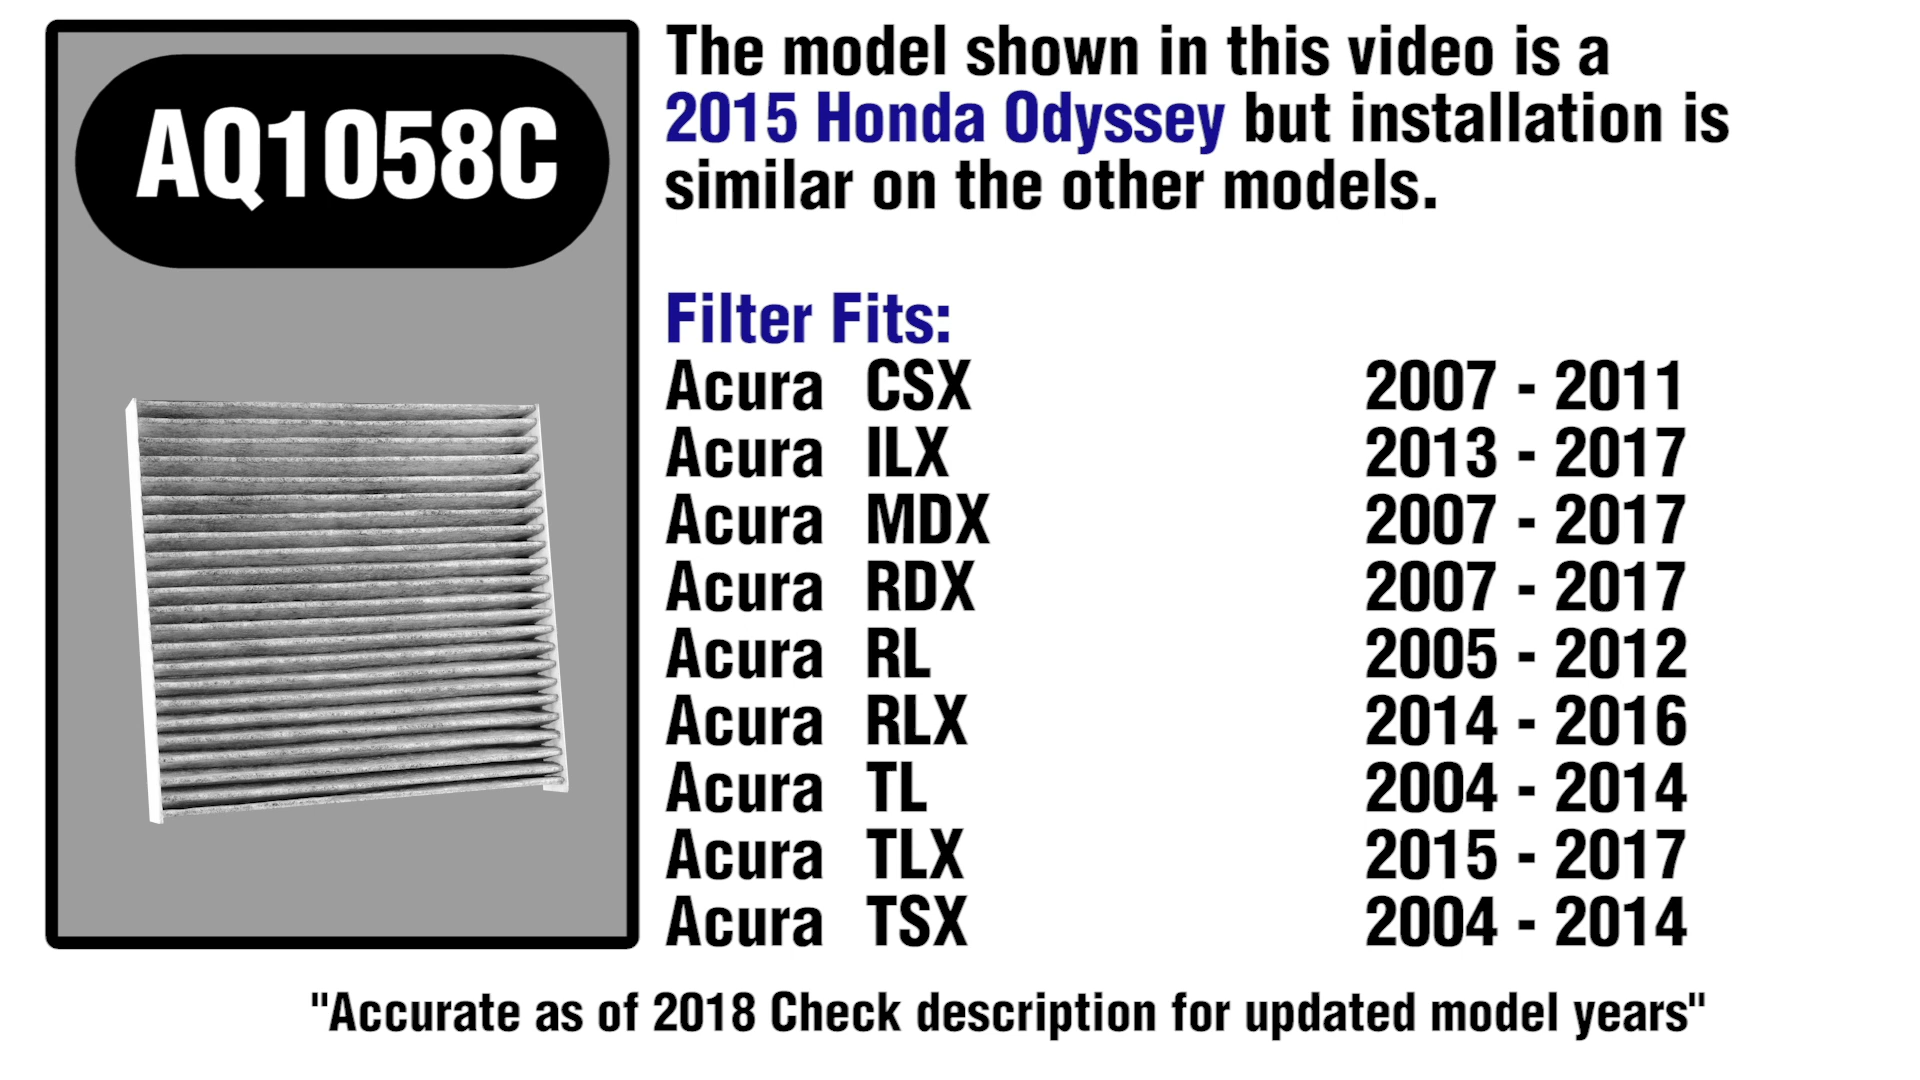 AQ1058C
The model shown in this video is a
2015 Honda Odyssey but installation is
similar on the other models.
Filter Fits:
Acura CSX 2007 - 2011
Acura ILX 2013 - 2017
Acura MDX 2007 - 2017
Acura RDX 2007 - 2017
Acura RL 2005 - 2012
Acura RLX 2014 - 2016
Acura TL 2004 - 2014
Acura TLX 2015 - 2017
Acura TSX 2004 - 2014
"Accurate as of 2018 Check description for updated model years"